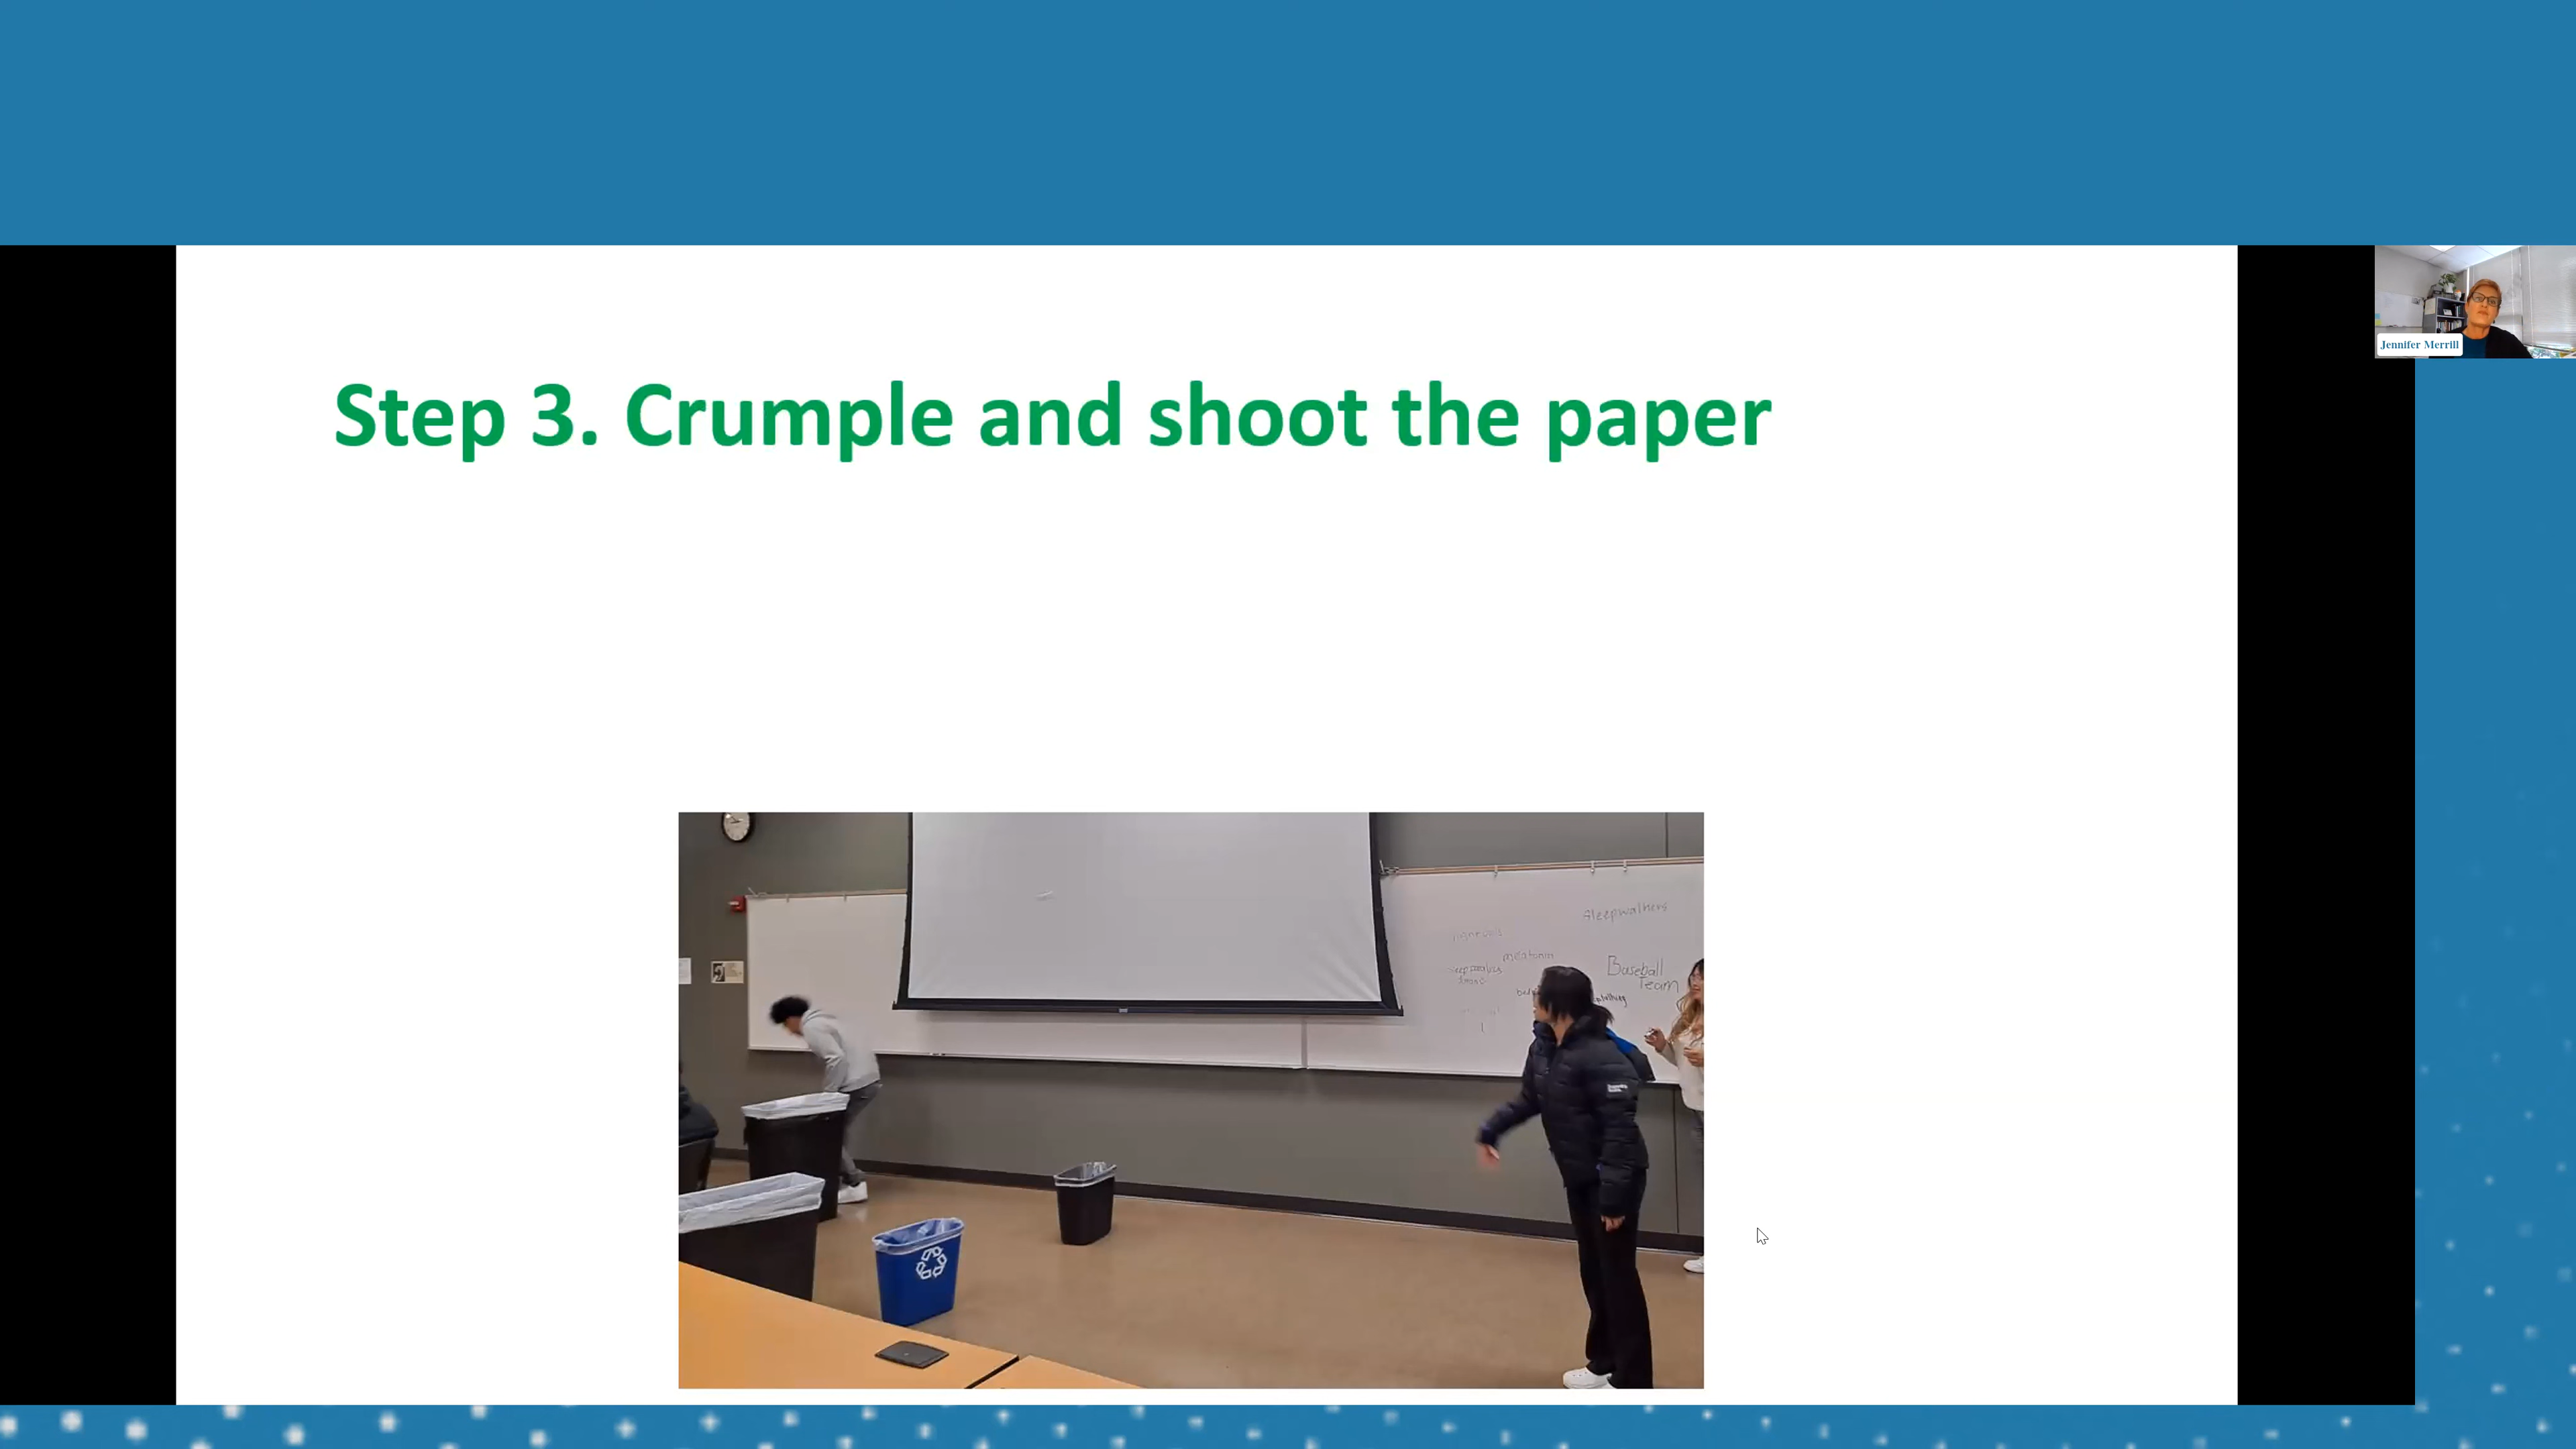 Jennifer Merrill
Step 3. Crumple and shoot the paper
Sleepwalkers
melatonin
Baseball
Team